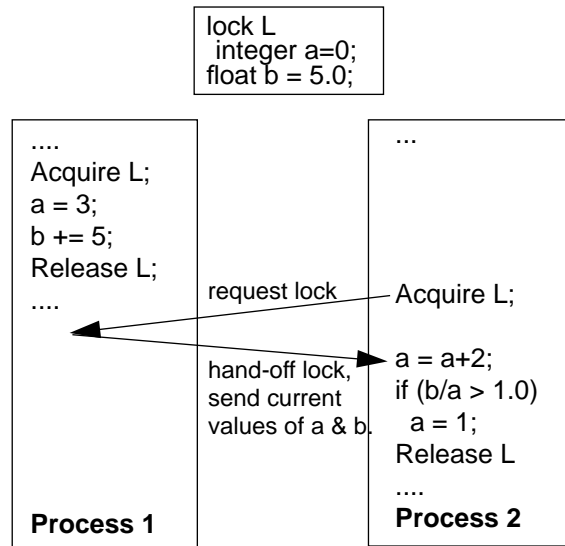 lock L
integer a=0;
float b = 5.0;
....
Acquire L;
a = 3;
b += 5;
Release L;
....
Process 1
request lock
hand-off lock,
send current
values of a & b.
...
Acquire L;
a = a+2;
if (b/a > 1.0)
a = 1;
Release L
....
Process 2